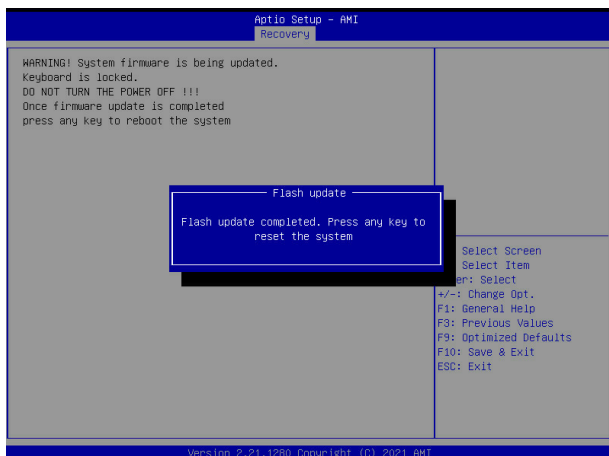 Aptio Setup - AMI
Recovery
WARNING! System firmware is being updated.
Keyboard is locked.
DO NOT TURN THE POWER OFF !!!
Once firmware update is completed
press any key to reboot the system
Flash update
Flash update completed. Press any key to
reset the system
Select Screen
Select Item
er: Select
+/-: Change Opt.
F1: General Help
F3: Previous Values
F9: Optimized Defaults
F10: Save & Exit
ESC: Exit
Version 2.21.1280 Copyright (C) 2021 AMI